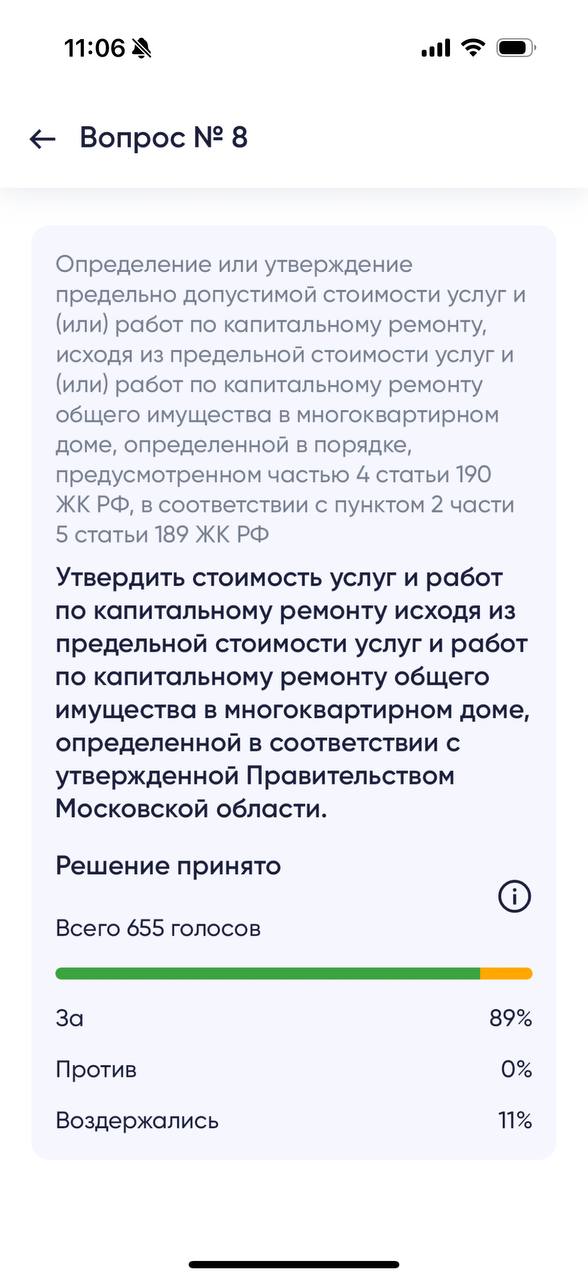 11:06
Вопрос № 8
Определение или утверждение
предельно допустимой стоимости услуг и
(или) работ по капитальному ремонту,
исходя из предельной стоимости услуг и
(или) работ по капитальному ремонту
общего имущества в многоквартирном
доме, определенной в порядке,
предусмотренном частью 4 статьи 190
ЖК РФ, в соответствии с пунктом 2 части
5 статьи 189 ЖК РФ
Утвердить стоимость услуг и работ
по капитальному ремонту исходя из
предельной стоимости услуг и работ
по капитальному ремонту общего
имущества в многоквартирном доме,
определенной в соответствии с
утвержденной Правительством
Московской области.
Решение принято
Всего 655 голосов
За 89%
Против 0%
Воздержались 11%